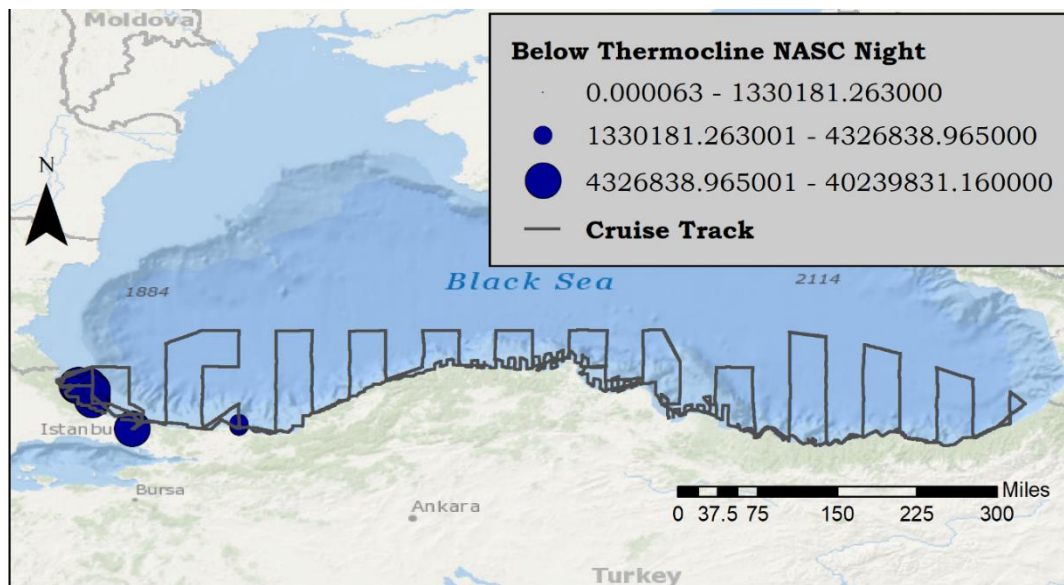 Moldova
Below Thermocline NASC Night
0.000063 - 1330181.263000
1330181.263001 - 4326838.965000
4326838.965001 - 40239831.160000
Cruise Track
N
Black Sea
1884
2114
Istanbu
Bursa
Ankara
Miles
0 37.5 75 150 225 300
Turkey